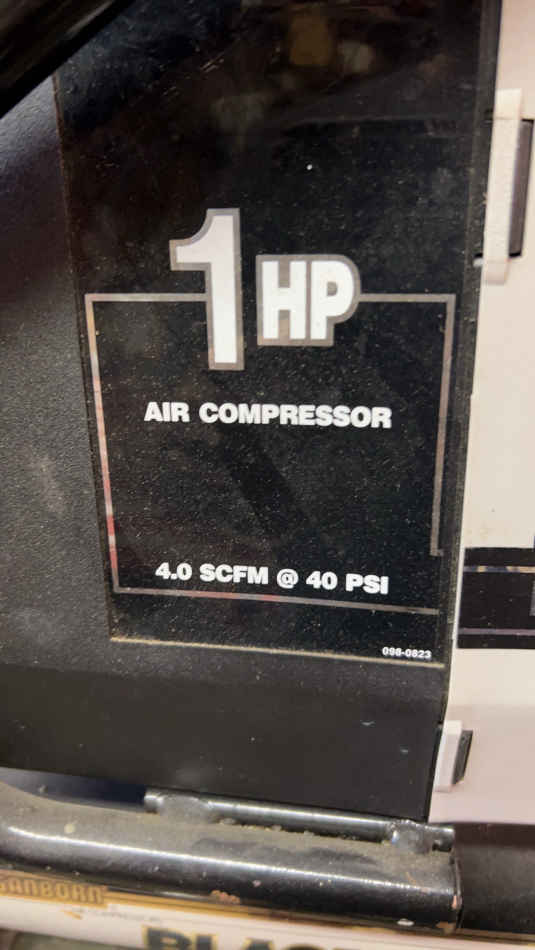 1 HP
AIR COMPRESSOR
4.0 SCFM @ 40 PSI
098-0823
SANBORN